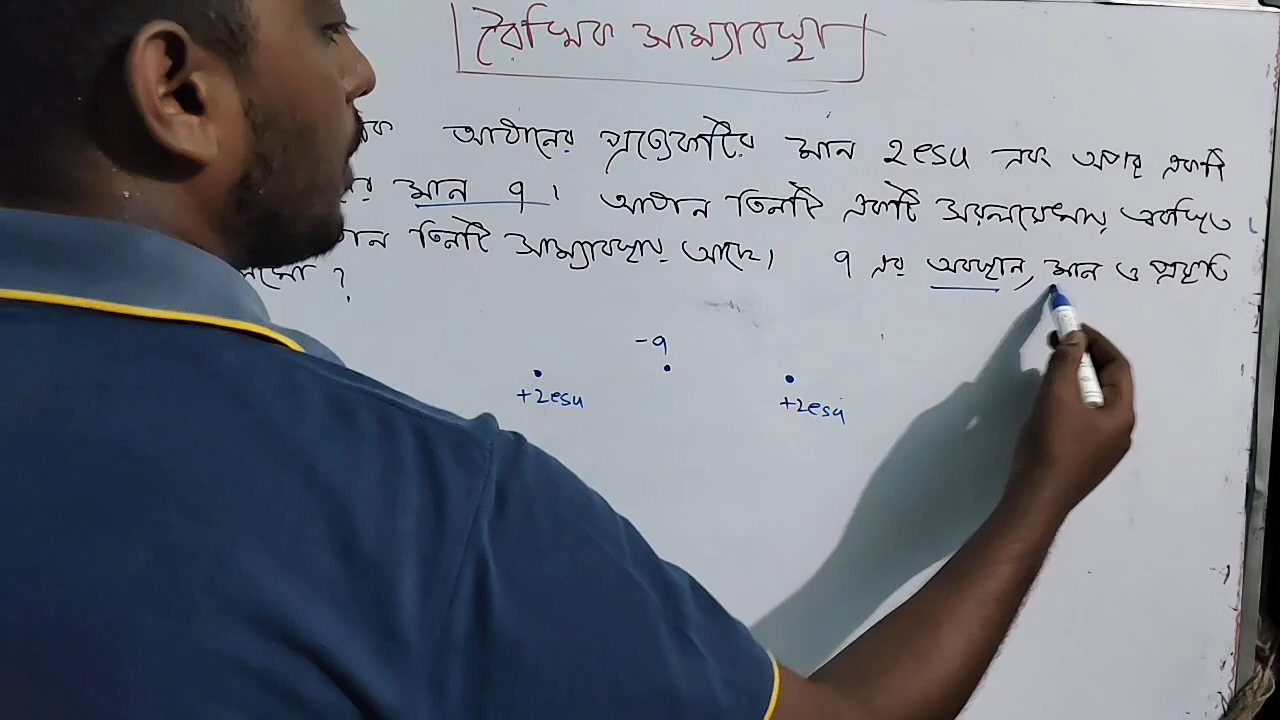 রৈখিক সাম্যাবস্থা
আধানের প্রত্যেকটির মান 2esu এবং অপর একটি
মান q। আধান তিনটি একটি সরলরেখায় অবস্থিত।
তিনটি সাম্যাবস্থায় আছে। q এর অবস্থান, মান ও প্রকৃতি
?
-q
+2esu
+2esu